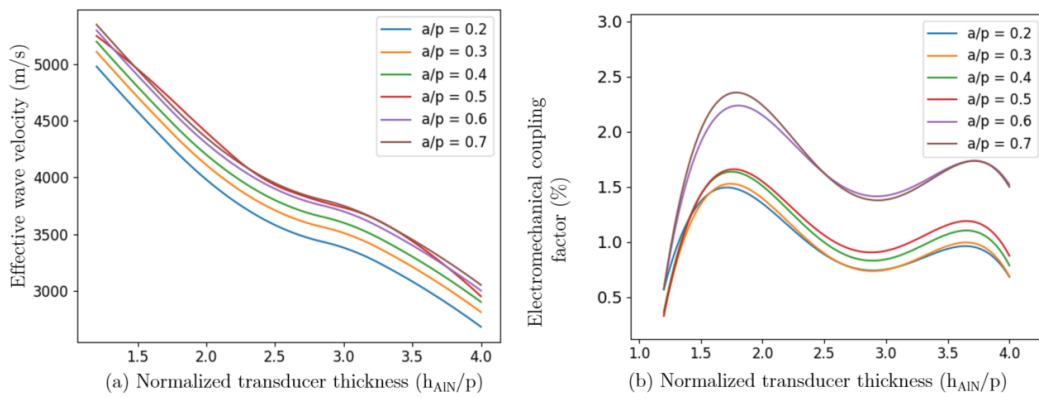 Effective wave velocity (m/s)
5000
4500
4000
3500
3000
1.5 2.0 2.5 3.0 3.5 4.0
a/p = 0.2
a/p = 0.3
a/p = 0.4
a/p = 0.5
a/p = 0.6
a/p = 0.7
(a) Normalized transducer thickness (h_AlN/p)
Electromechanical coupling
factor (%)
3.0
2.5
2.0
1.5
1.0
0.5
1.0 1.5 2.0 2.5 3.0 3.5 4.0
a/p = 0.2
a/p = 0.3
a/p = 0.4
a/p = 0.5
a/p = 0.6
a/p = 0.7
(b) Normalized transducer thickness (h_AlN/p)